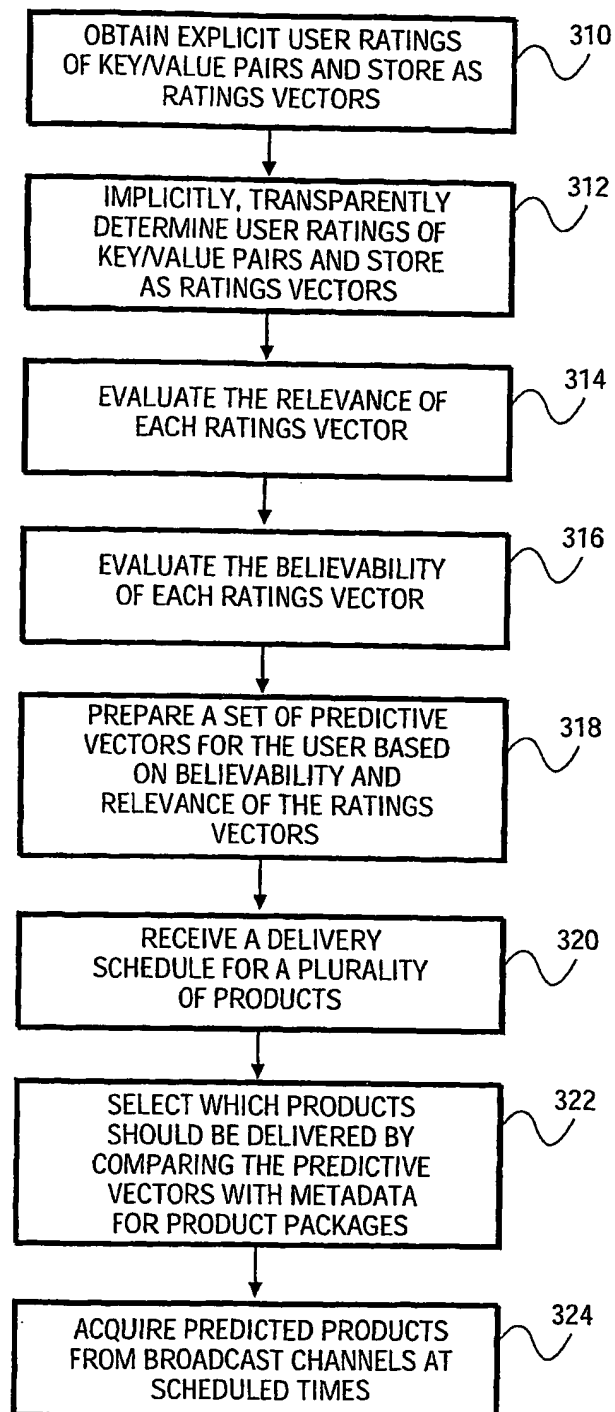 OBTAIN EXPLICIT USER RATINGS
OF KEY/VALUE PAIRS AND STORE AS
RATINGS VECTORS
310
IMPLICITLY, TRANSPARENTLY
DETERMINE USER RATINGS OF
KEY/VALUE PAIRS AND STORE
AS RATINGS VECTORS
312
EVALUATE THE RELEVANCE OF
EACH RATINGS VECTOR
314
EVALUATE THE BELIEVABILITY
OF EACH RATINGS VECTOR
316
PREPARE A SET OF PREDICTIVE
VECTORS FOR THE USER BASED
ON BELIEVABILITY AND
RELEVANCE OF THE RATINGS
VECTORS
318
RECEIVE A DELIVERY
SCHEDULE FOR A PLURALITY
OF PRODUCTS
320
SELECT WHICH PRODUCTS
SHOULD BE DELIVERED BY
COMPARING THE PREDICTIVE
VECTORS WITH METADATA
FOR PRODUCT PACKAGES
322
ACQUIRE PREDICTED PRODUCTS
FROM BROADCAST CHANNELS AT
SCHEDULED TIMES
324